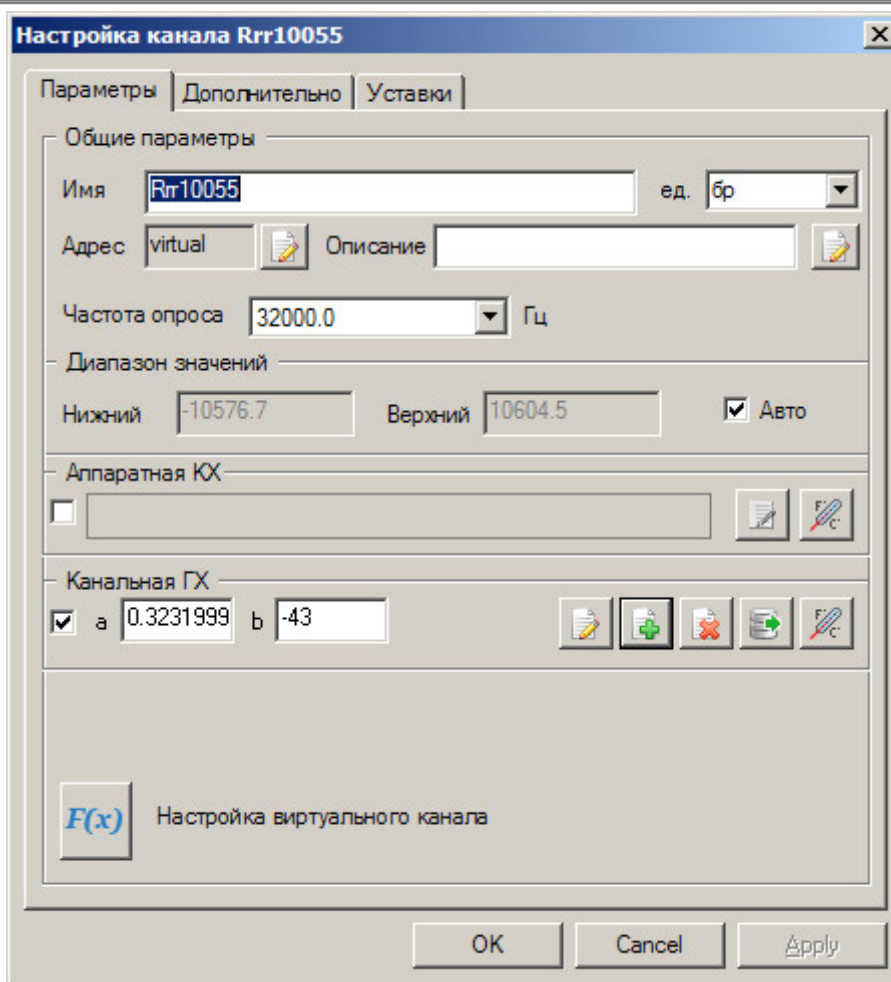 Настройка канала Rrr10055
Параметры Дополнительно Уставки
Общие параметры
Имя Rrr10055 ед. бр
Адрес virtual Описание
Частота опроса 32000.0 Гц
Диапазон значений
Нижний -10576.7 Верхний 10604.5 Авто
Аппаратная КХ
Канальная ГХ
a 0.3231999 b -43
F(x) Настройка виртуального канала
OK Cancel Apply